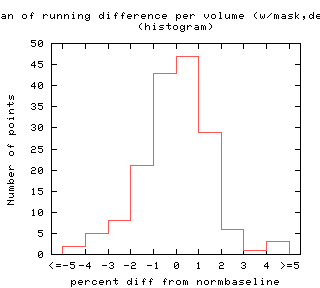 an of running difference per volume (w/mask,de
(histogram)
50
45
40
35
30
25
20
15
10
5
0
Number of points
<=-5 -4 -3 -2 -1 0 1 2 3 4 >=5
percent diff from normbaseline